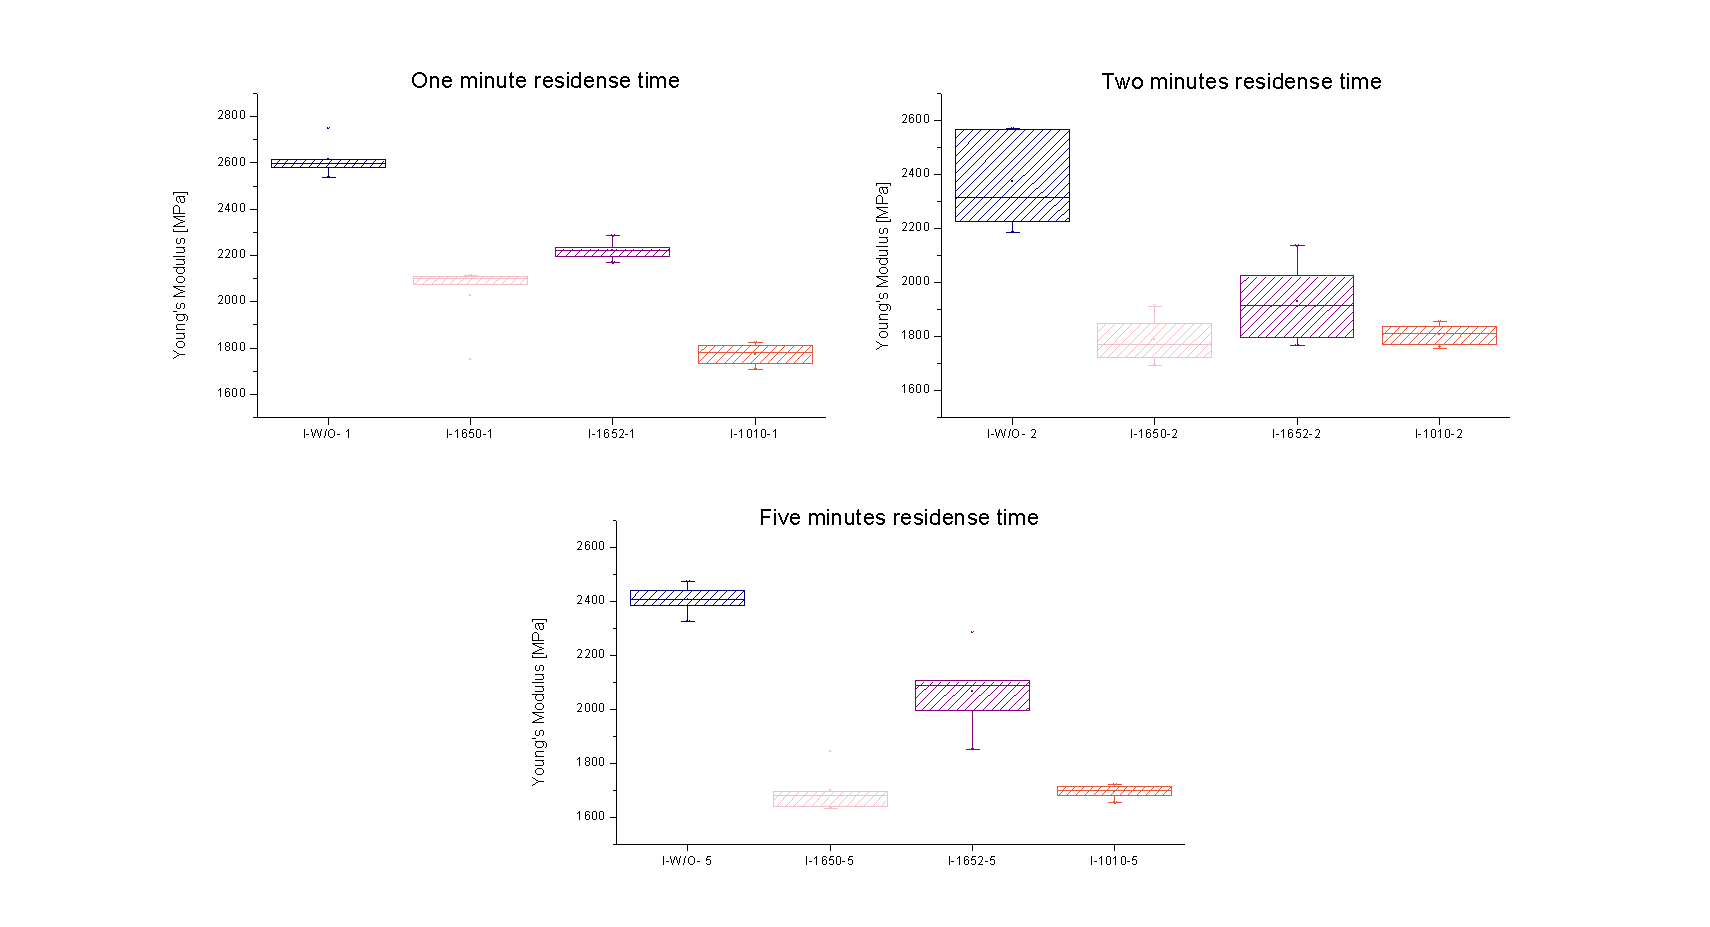 One minute residense time
Young's Modulus [MPa]
2800
2600
2400
2200
2000
1800
1600
I-W/O- 1
I-1650-1
I-1652-1
I-1010-1
Two minutes residense time
Young's Modulus [MPa]
2600
2400
2200
2000
1800
1600
I-W/O- 2
I-1650-2
I-1652-2
I-1010-2
Five minutes residense time
Young's Modulus [MPa]
2600
2400
2200
2000
1800
1600
I-W/O- 5
I-1650-5
I-1652-5
I-1010-5